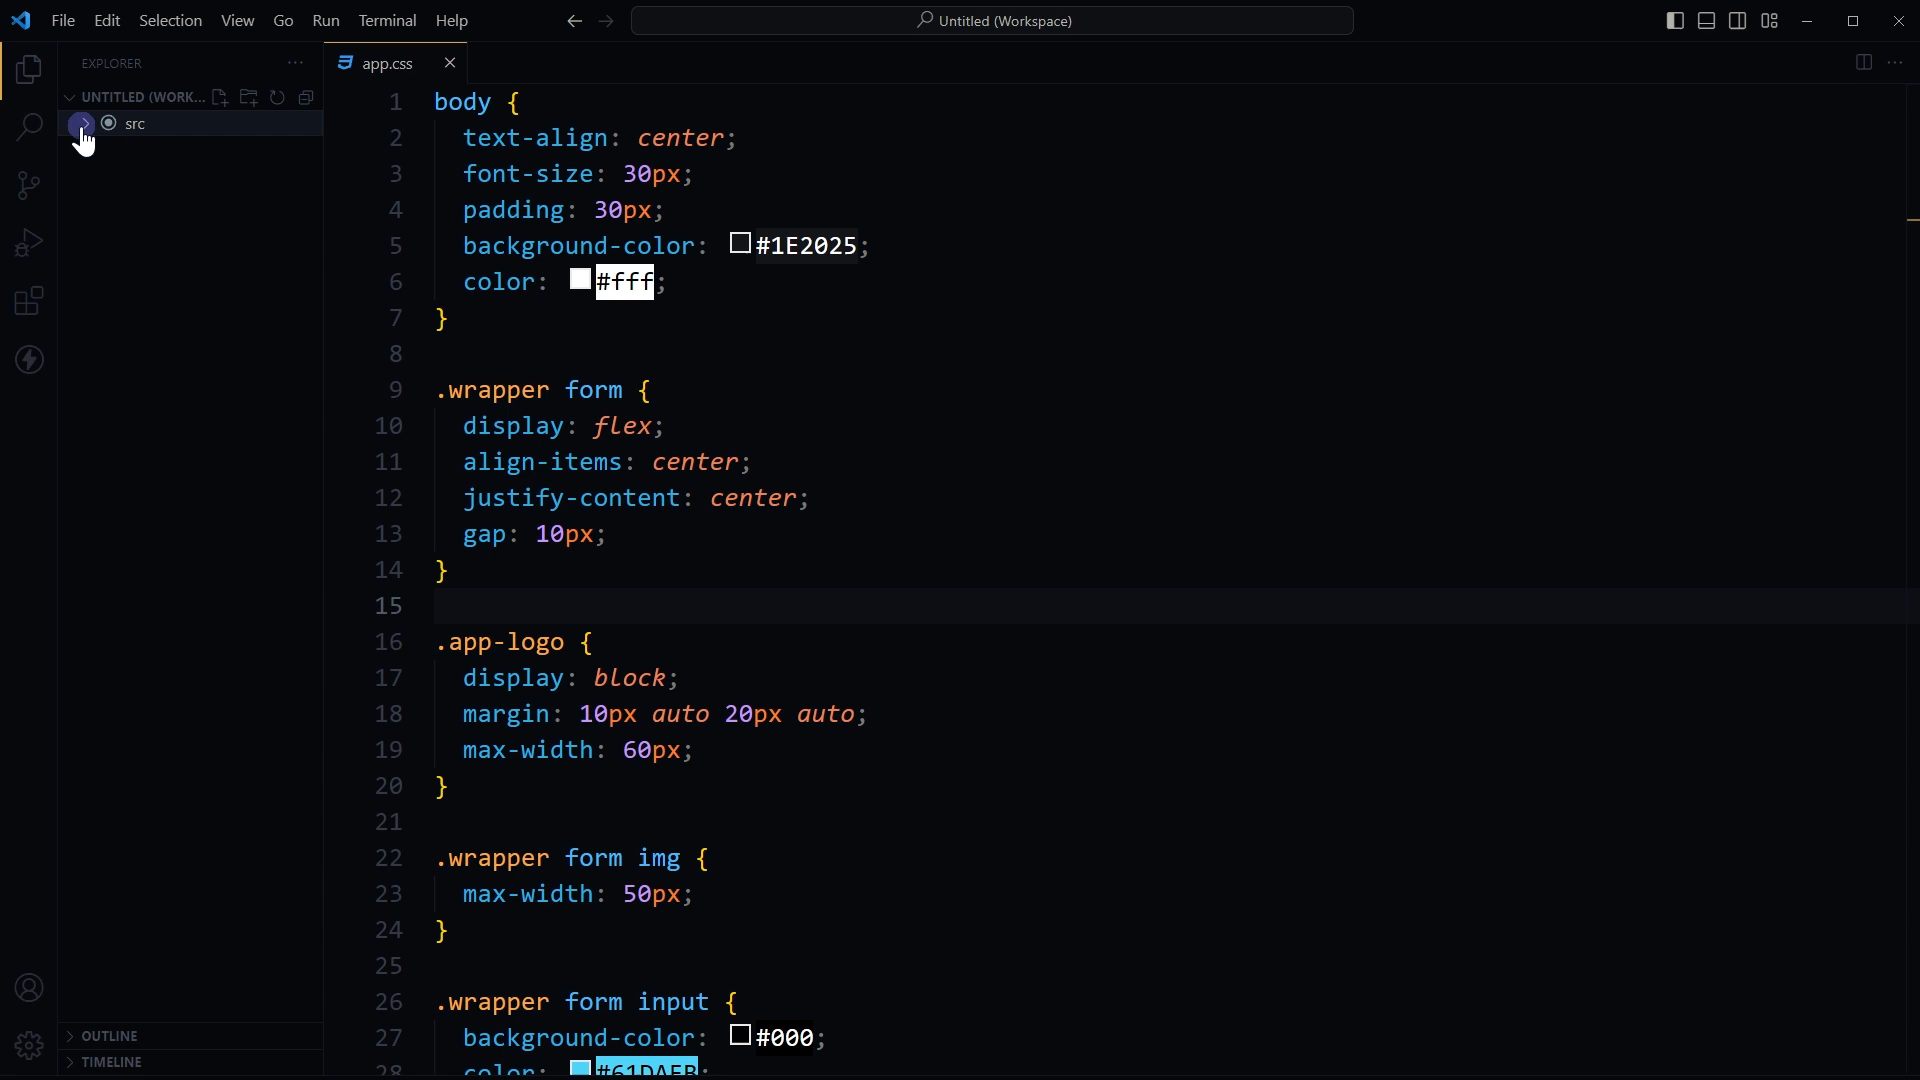 File Edit Selection View Go Run Terminal Help
Untitled (Workspace)
EXPLORER
UNTITLED (WORK...
src
app.css
1 body {
2 text-align: center;
3 font-size: 30px;
4 padding: 30px;
5 background-color: #1E2025;
6 color: #fff;
7 }
8
9 .wrapper form {
10 display: flex;
11 align-items: center;
12 justify-content: center;
13 gap: 10px;
14 }
15
16 .app-logo {
17 display: block;
18 margin: 10px auto 20px auto;
19 max-width: 60px;
20 }
21
22 .wrapper form img {
23 max-width: 50px;
24 }
25
26 .wrapper form input {
27 background-color: #000;
28 color: #61DAFB;
OUTLINE
TIMELINE